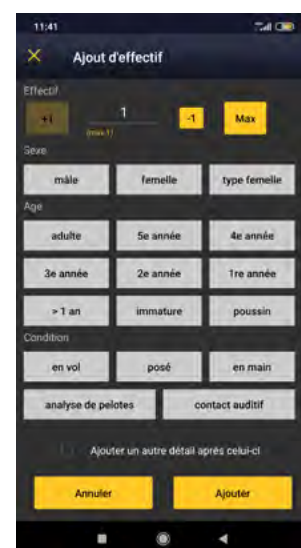 11:41
Ajout d'effectif
Effectif
+1
1
-1
Max
(max 1)
Sexe
mâle femelle type femelle
Age
adulte 5e année 4e année
3e année 2e année 1re année
> 1 an immature poussin
Condition
en vol posé en main
analyse de pelotes contact auditif
Ajouter un autre détail après celui-ci
Annuler Ajouter